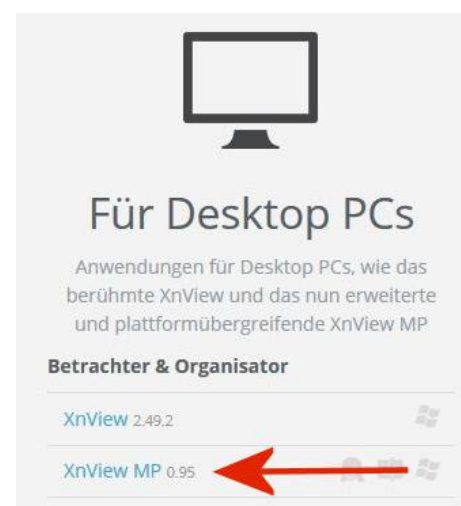 Für Desktop PCs
Anwendungen für Desktop PCs, wie das
berühmte XnView und das nun erweiterte
und plattformübergreifende XnView MP
Betrachter & Organisator
XnView 2.49.2
XnView MP 0.95